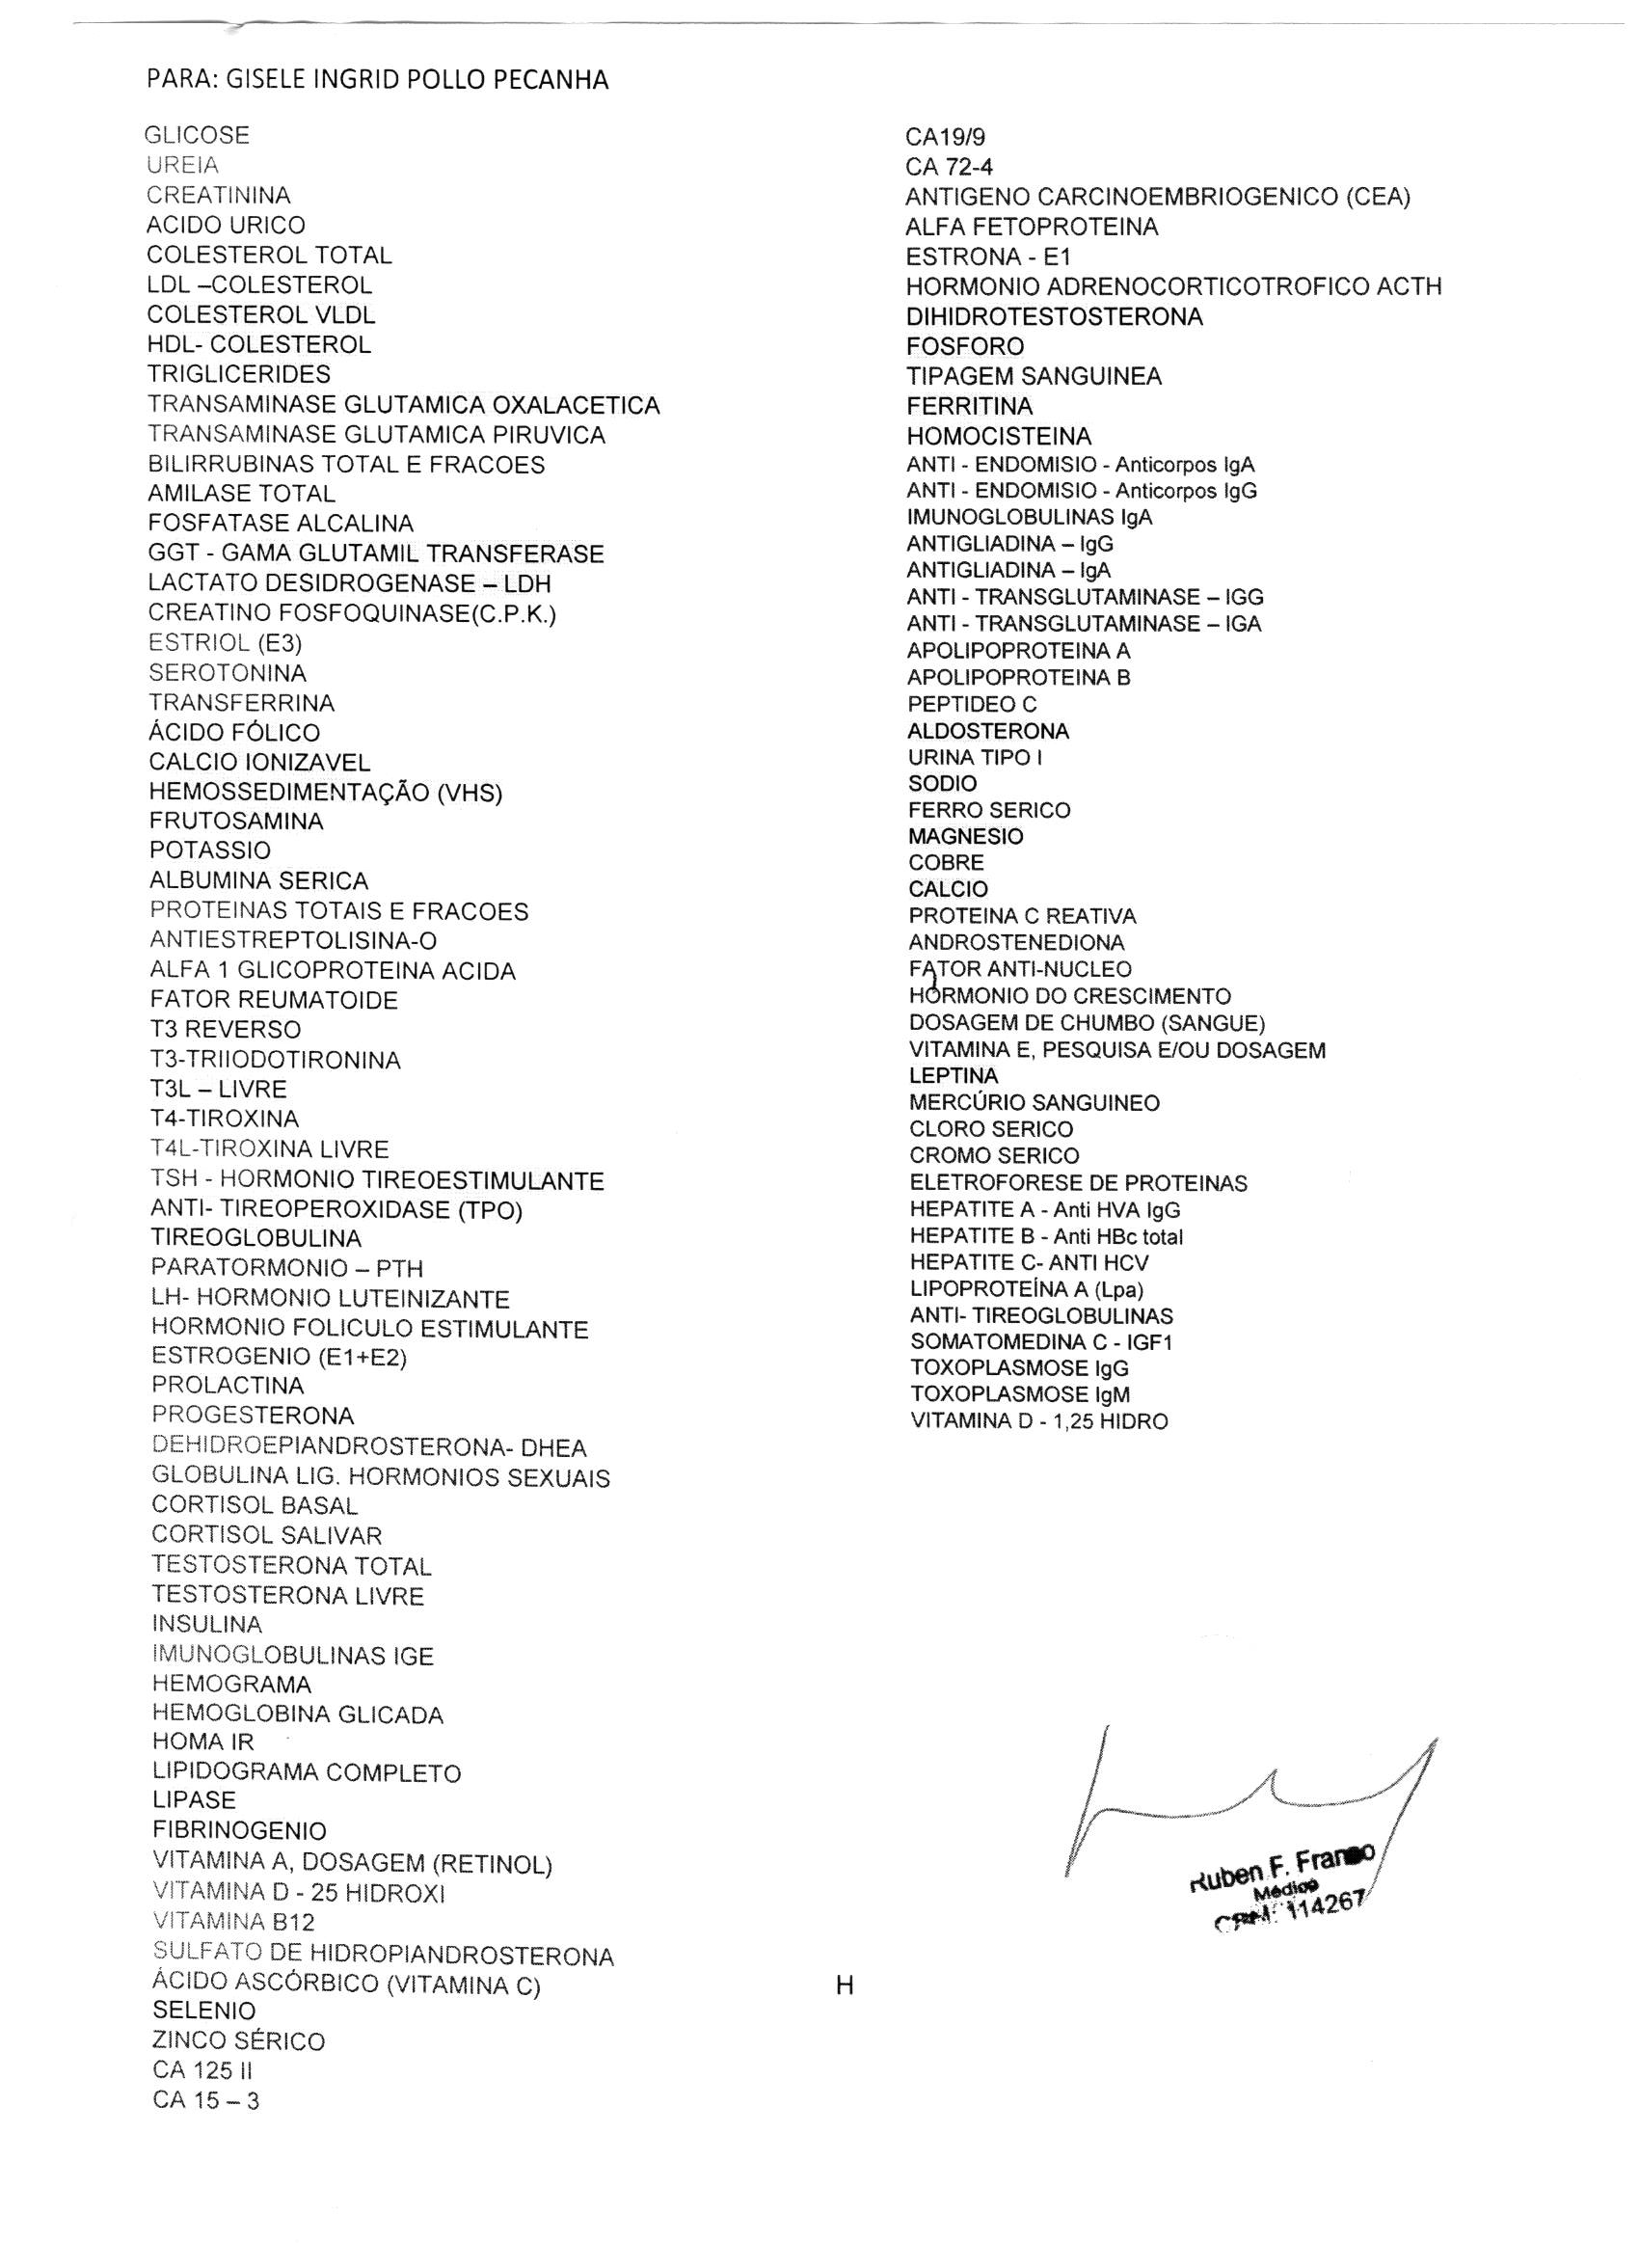 PARA: GISELE INGRID POLLO PECANHA
GLICOSE
UREIA
CREATININA
ACIDO URICO
COLESTEROL TOTAL
LDL –COLESTEROL
COLESTEROL VLDL
HDL- COLESTEROL
TRIGLICERIDES
TRANSAMINASE GLUTAMICA OXALACETICA
TRANSAMINASE GLUTAMICA PIRUVICA
BILIRRUBINAS TOTAL E FRACOES
AMILASE TOTAL
FOSFATASE ALCALINA
GGT - GAMA GLUTAMIL TRANSFERASE
LACTATO DESIDROGENASE – LDH
CREATINO FOSFOQUINASE(C.P.K.)
ESTRIOL (E3)
SEROTONINA
TRANSFERRINA
ÁCIDO FÓLICO
CALCIO IONIZAVEL
HEMOSSEDIMENTAÇÃO (VHS)
FRUTOSAMINA
POTASSIO
ALBUMINA SERICA
PROTEINAS TOTAIS E FRACOES
ANTIESTREPTOLISINA-O
ALFA 1 GLICOPROTEINA ACIDA
FATOR REUMATOIDE
T3 REVERSO
T3-TRIIODOTIRONINA
T3L – LIVRE
T4-TIROXINA
T4L-TIROXINA LIVRE
TSH - HORMONIO TIREOESTIMULANTE
ANTI- TIREOPEROXIDASE (TPO)
TIREOGLOBULINA
PARATORMONIO – PTH
LH- HORMONIO LUTEINIZANTE
HORMONIO FOLICULO ESTIMULANTE
ESTROGENIO (E1+E2)
PROLACTINA
PROGESTERONA
DEHIDROEPIANDROSTERONA- DHEA
GLOBULINA LIG. HORMONIOS SEXUAIS
CORTISOL BASAL
CORTISOL SALIVAR
TESTOSTERONA TOTAL
TESTOSTERONA LIVRE
INSULINA
IMUNOGLOBULINAS IGE
HEMOGRAMA
HEMOGLOBINA GLICADA
HOMA IR
LIPIDOGRAMA COMPLETO
LIPASE
FIBRINOGENIO
VITAMINA A, DOSAGEM (RETINOL)
VITAMINA D - 25 HIDROXI
VITAMINA B12
SULFATO DE HIDROPIANDROSTERONA
ÁCIDO ASCÓRBICO (VITAMINA C)
SELENIO
ZINCO SÉRICO
CA 125 II
CA 15 – 3
CA19/9
CA 72-4
ANTIGENO CARCINOEMBRIOGENICO (CEA)
ALFA FETOPROTEINA
ESTRONA - E1
HORMONIO ADRENOCORTICOTROFICO ACTH
DIHIDROTESTOSTERONA
FOSFORO
TIPAGEM SANGUINEA
FERRITINA
HOMOCISTEINA
ANTI - ENDOMISIO - Anticorpos IgA
ANTI - ENDOMISIO - Anticorpos IgG
IMUNOGLOBULINAS IgA
ANTIGLIADINA – IgG
ANTIGLIADINA – IgA
ANTI - TRANSGLUTAMINASE – IGG
ANTI - TRANSGLUTAMINASE – IGA
APOLIPOPROTEINA A
APOLIPOPROTEINA B
PEPTIDEO C
ALDOSTERONA
URINA TIPO I
SODIO
FERRO SERICO
MAGNESIO
COBRE
CALCIO
PROTEINA C REATIVA
ANDROSTENEDIONA
FATOR ANTI-NUCLEO
HORMONIO DO CRESCIMENTO
DOSAGEM DE CHUMBO (SANGUE)
VITAMINA E, PESQUISA E/OU DOSAGEM
LEPTINA
MERCÚRIO SANGUINEO
CLORO SERICO
CROMO SERICO
ELETROFORESE DE PROTEINAS
HEPATITE A - Anti HVA IgG
HEPATITE B - Anti HBc total
HEPATITE C- ANTI HCV
LIPOPROTEÍNA A (Lpa)
ANTI- TIREOGLOBULINAS
SOMATOMEDINA C - IGF1
TOXOPLASMOSE IgG
TOXOPLASMOSE IgM
VITAMINA D - 1,25 HIDRO
H
Ruben F. Franco
Médico
CRM: 114267